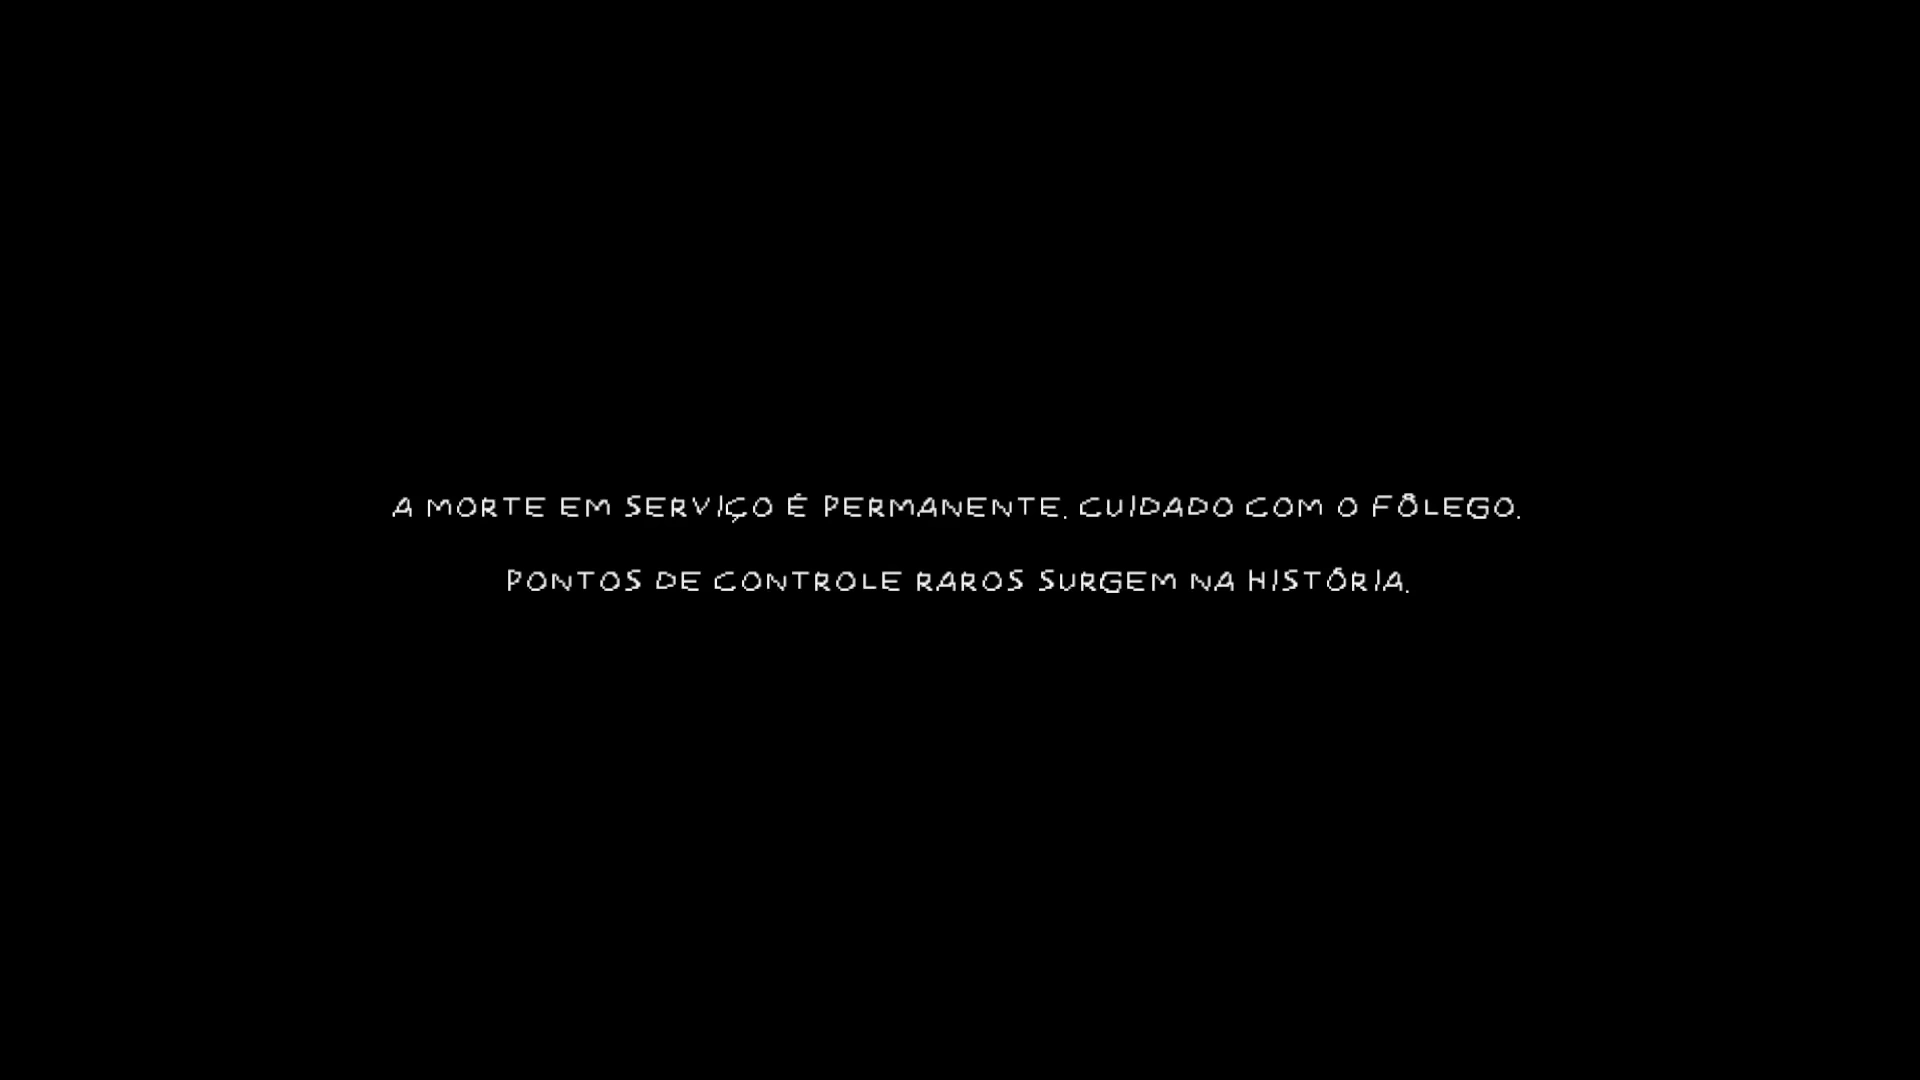 A MORTE EM SERVIÇO É PERMANENTE. CUIDADO COM O FÔLEGO.
PONTOS DE CONTROLE RAROS SURGEM NA HISTÓRIA.